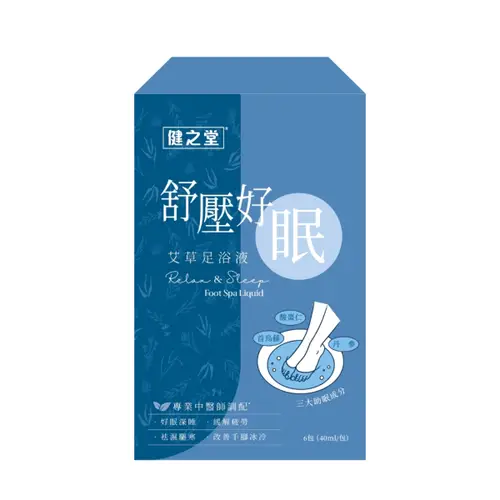 健之堂®
舒壓好眠
艾草足浴液
Relax & Sleep
Foot Spa Liquid
酸棗仁
首烏藤
丹參
三大助眠成分
專業中醫師調配
·好眠深睡 ·緩解疲勞
·祛濕驅寒 ·改善手腳冰冷
6包 (40ml/包)